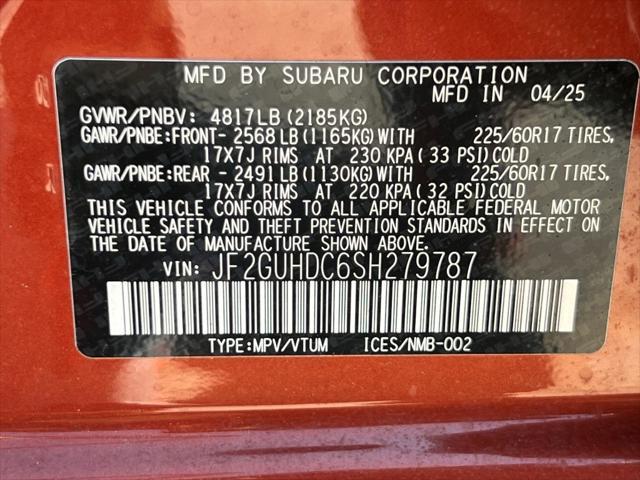 MFD BY SUBARU CORPORATION
MFD IN 04/25
GVWR/PNBV: 4817LB (2185KG)
GAWR/PNBE:FRONT- 2568 LB (1165KG) WITH 225/60R17 TIRES,
17X7J RIMS AT 230 KPA ( 33 PSI) COLD
GAWR/PNBE:REAR - 2491 LB (1130KG) WITH 225/60R17 TIRES,
17X7J RIMS AT 220 KPA ( 32 PSI) COLD
THIS VEHICLE CONFORMS TO ALL APPLICABLE FEDERAL MOTOR
VEHICLE SAFETY AND THEFT PREVENTION STANDARDS IN EFFECT ON
THE DATE OF MANUFACTURE SHOWN ABOVE.
VIN: JF2GUHDC6SH279787
TYPE:MPV/VTUM ICES/NMB-002